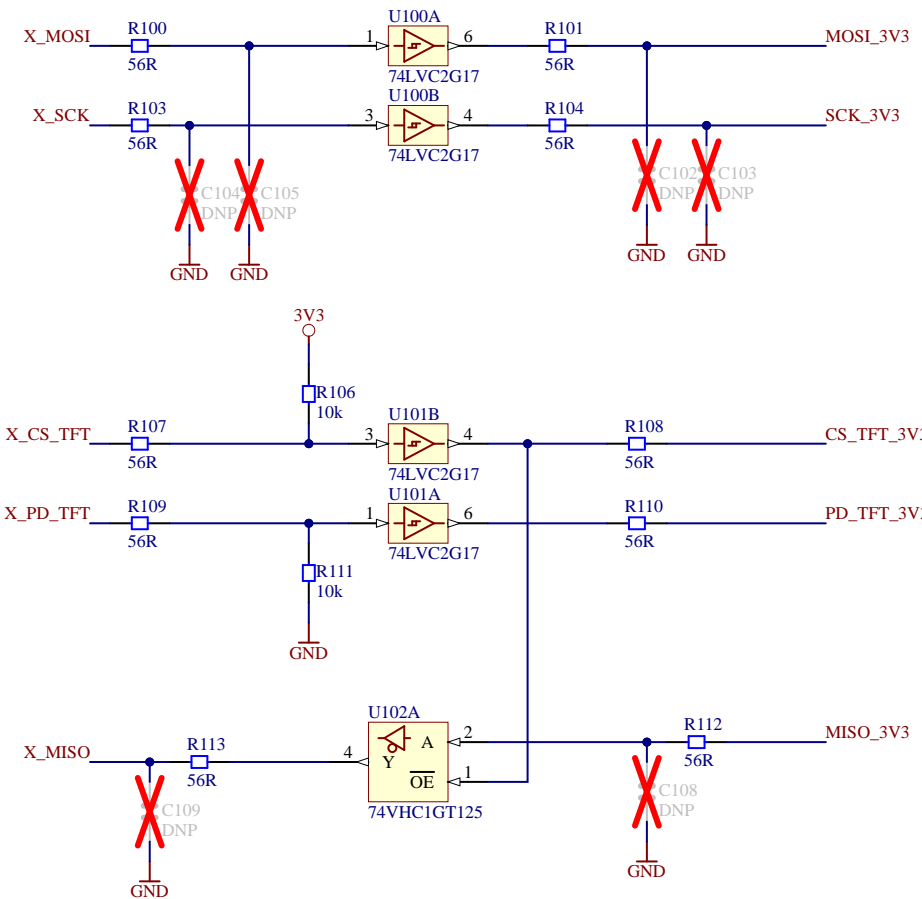 U100A
X_MOSI R100 1 6 R101 MOSI_3V3
56R 74LVC2G17 56R
U100B
X_SCK R103 3 4 R104 SCK_3V3
56R 74LVC2G17 56R
C104 C105 C102 C103
DNP DNP DNP DNP
GND GND GND GND
3V3
R106
10k
U101B
X_CS_TFT R107 3 4 R108 CS_TFT_3V3
56R 74LVC2G17 56R
U101A
X_PD_TFT R109 1 6 R110 PD_TFT_3V3
56R 74LVC2G17 56R
R111
10k
GND
U102A
X_MISO R113 4 Y A 2 R112 MISO_3V3
56R OE 1 56R
74VHC1GT125
C109 C108
DNP DNP
GND GND